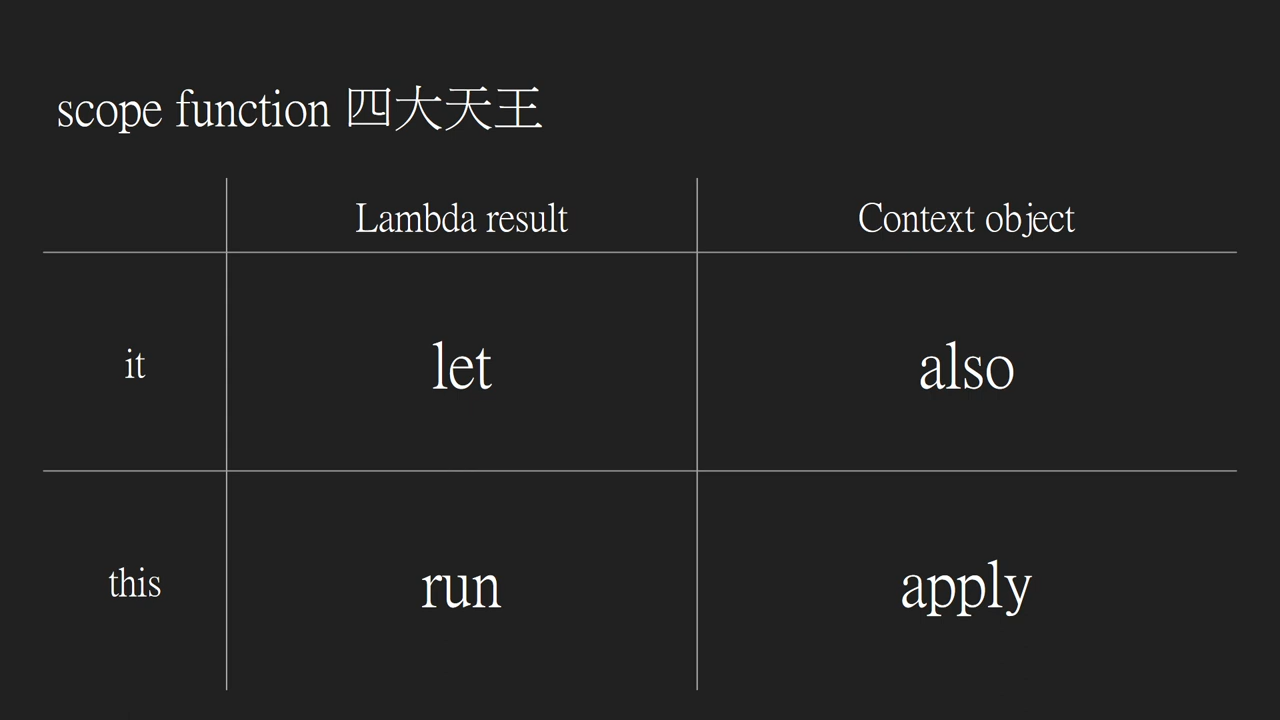 scope function 四大天王
Lambda result Context object
it let also
this run apply